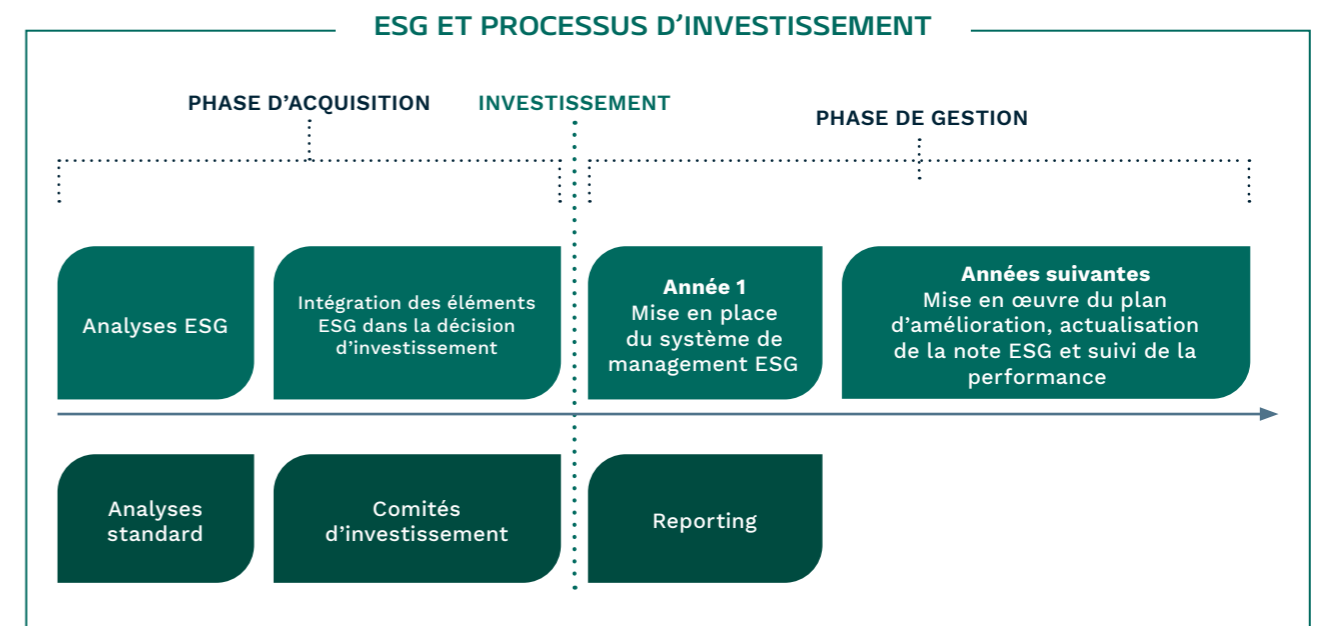 ESG ET PROCESSUS D’INVESTISSEMENT
PHASE D’ACQUISITION
INVESTISSEMENT
PHASE DE GESTION
Analyses ESG
Intégration des éléments
ESG dans la décision
d’investissement
Année 1
Mise en place
du système de
management ESG
Années suivantes
Mise en œuvre du plan
d’amélioration, actualisation
de la note ESG et suivi de la
performance
Analyses
standard
Comités
d’investissement
Reporting